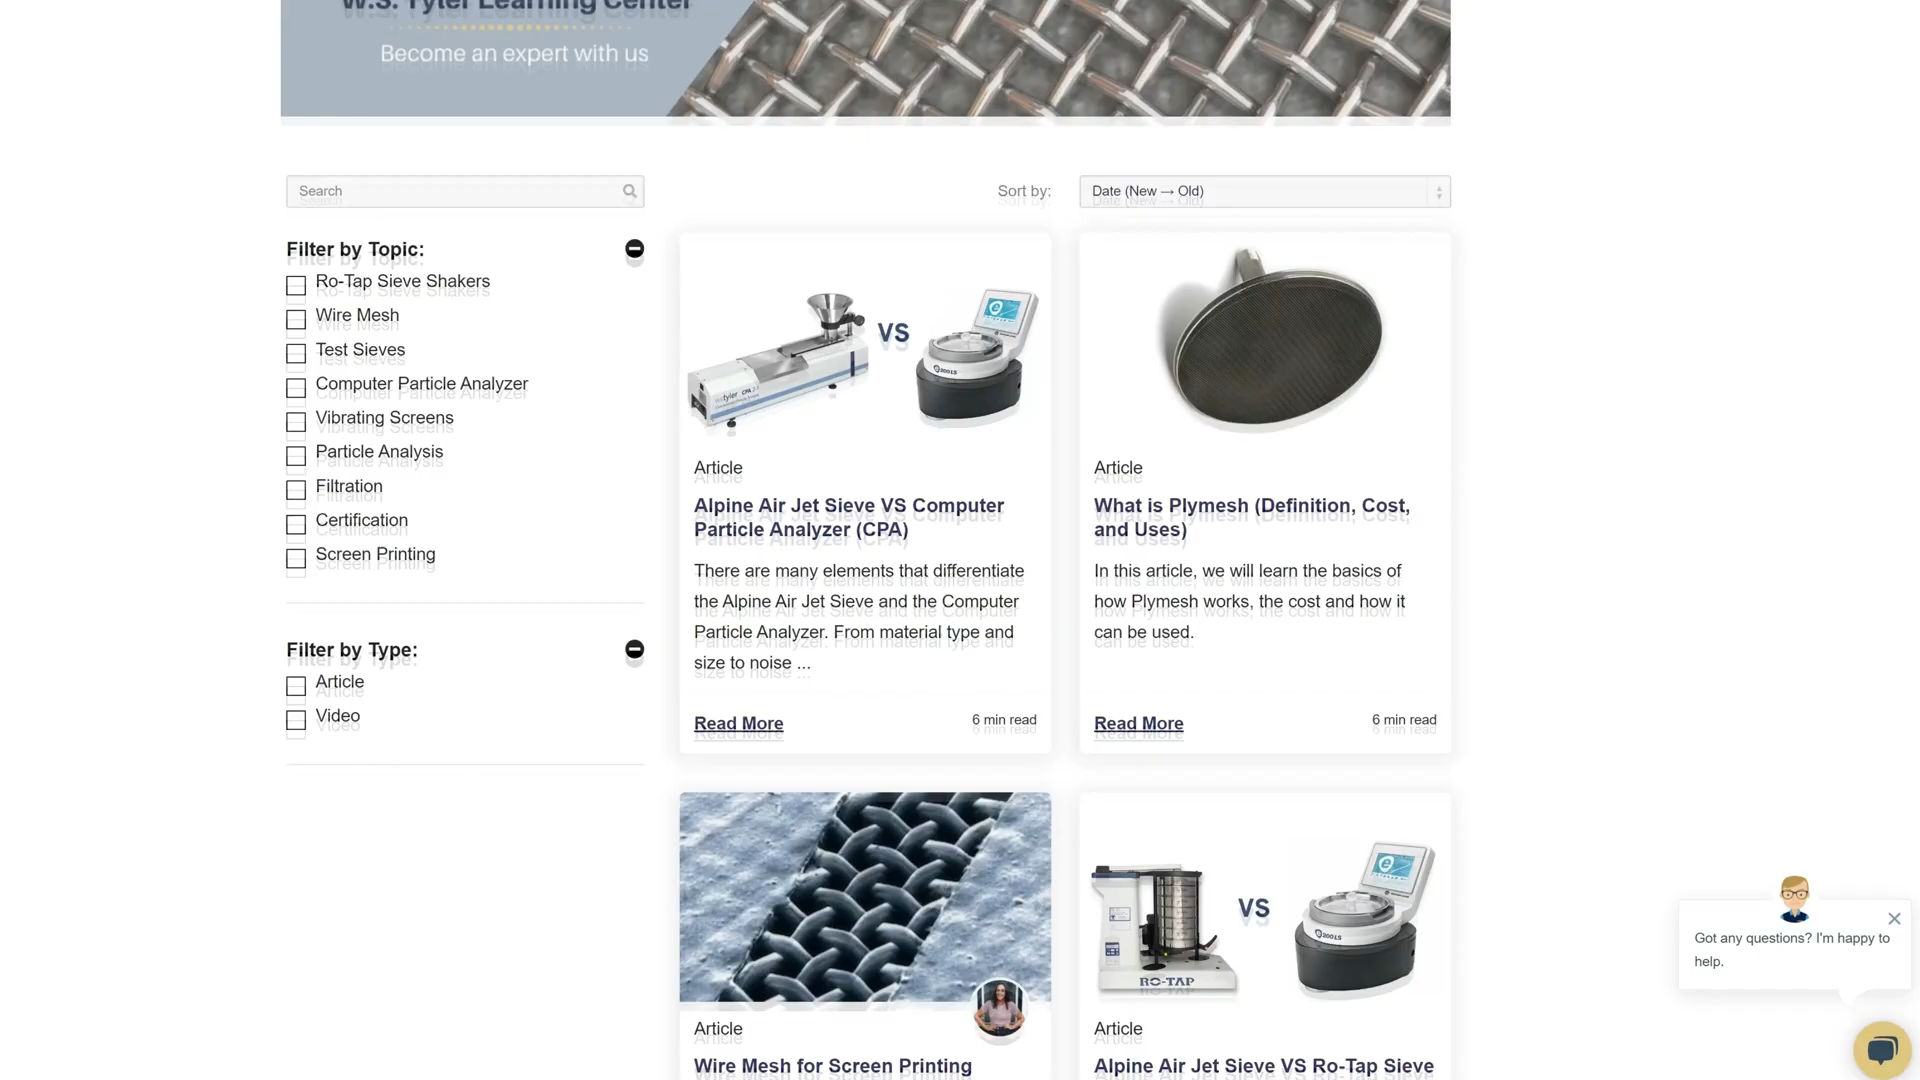 W.S. Tyler Learning Center
Become an expert with us
Search
Sort by:
Date (New → Old)
Filter by Topic:
Ro-Tap Sieve Shakers
Wire Mesh
Test Sieves
Computer Particle Analyzer
Vibrating Screens
Particle Analysis
Filtration
Certification
Screen Printing
Filter by Type:
Article
Video
tyler CPA
VS
200LS
Article
Alpine Air Jet Sieve VS Computer
Particle Analyzer (CPA)
There are many elements that differentiate
the Alpine Air Jet Sieve and the Computer
Particle Analyzer. From material type and
size to noise ...
Read More
6 min read
Article
What is Plymesh (Definition, Cost,
and Uses)
In this article, we will learn the basics of
how Plymesh works, the cost and how it
can be used.
Read More
6 min read
Article
Wire Mesh for Screen Printing
RO-TAP
VS
200LS
Article
Alpine Air Jet Sieve VS Ro-Tap Sieve
Got any questions? I'm happy to
help.